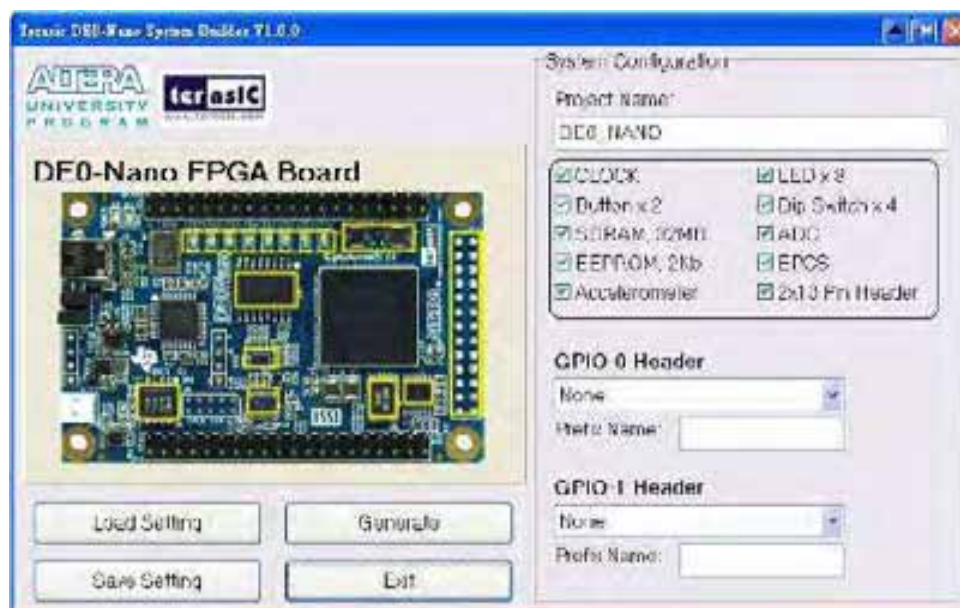 Terasic DE0-Nano System Builder V1.0.0
ALTERA
UNIVERSITY
PROGRAM
terasIC
www.terasic.com
DE0-Nano FPGA Board
Load Setting
Generate
Save Setting
Exit
System Configuration
Project Name:
DE0_NANO
CLOCK
LED x 8
Button x 2
Dip Switch x 4
SDRAM, 32MB
ADC
EEPROM, 2Kb
EPCS
Accelerometer
2x13 Pin Header
GPIO-0 Header
None
Prefix Name:
GPIO-1 Header
None
Prefix Name: